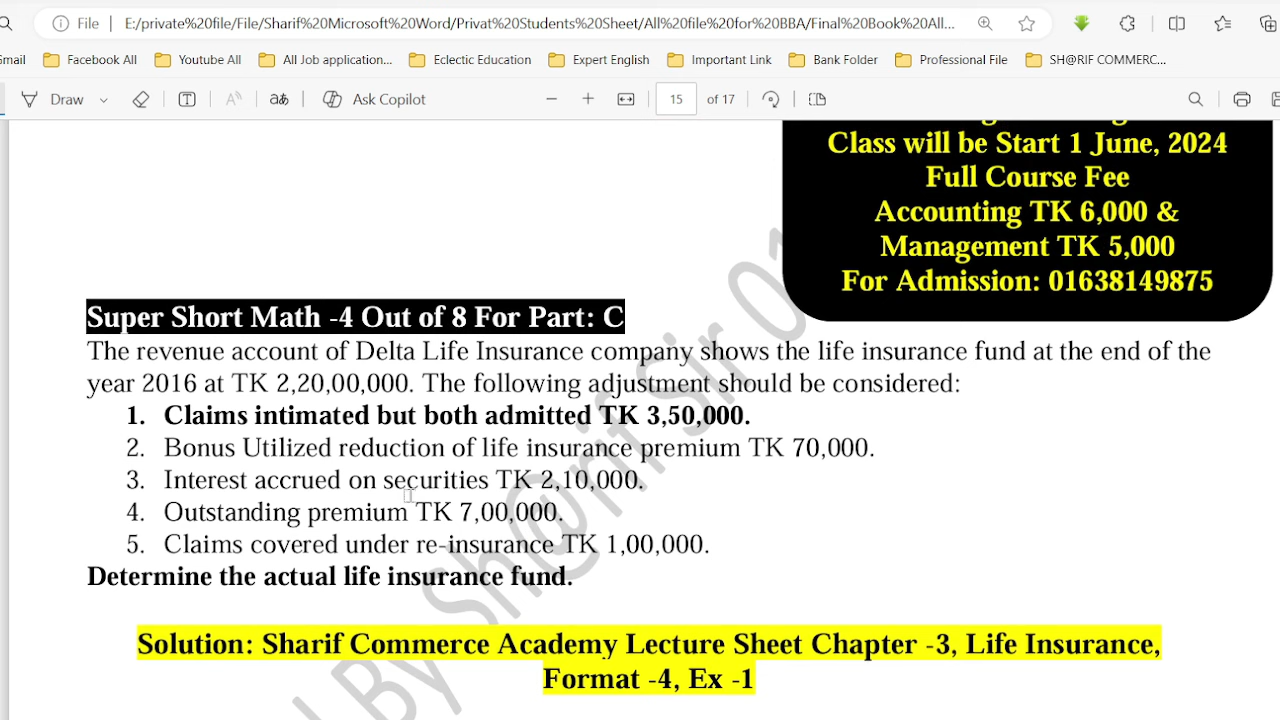 File E:/private%20file/File/Sharif%20Microsoft%20Word/Privat%20Students%20Sheet/All%20file%20for%20BBA/Final%20Book%20All...
Gmail Facebook All Youtube All All Job application... Eclectic Education Expert English Important Link Bank Folder Professional File SH@RIF COMMERC...
Draw Ask Copilot 15 of 17
Class will be Start 1 June, 2024
Full Course Fee
Accounting TK 6,000 &
Management TK 5,000
For Admission: 01638149875
Super Short Math -4 Out of 8 For Part: C
The revenue account of Delta Life Insurance company shows the life insurance fund at the end of the
year 2016 at TK 2,20,00,000. The following adjustment should be considered:
1. Claims intimated but both admitted TK 3,50,000.
2. Bonus Utilized reduction of life insurance premium TK 70,000.
3. Interest accrued on securities TK 2,10,000.
4. Outstanding premium TK 7,00,000.
5. Claims covered under re-insurance TK 1,00,000.
Determine the actual life insurance fund.
Solution: Sharif Commerce Academy Lecture Sheet Chapter -3, Life Insurance,
Format -4, Ex -1
By Sh@rif Sir 01